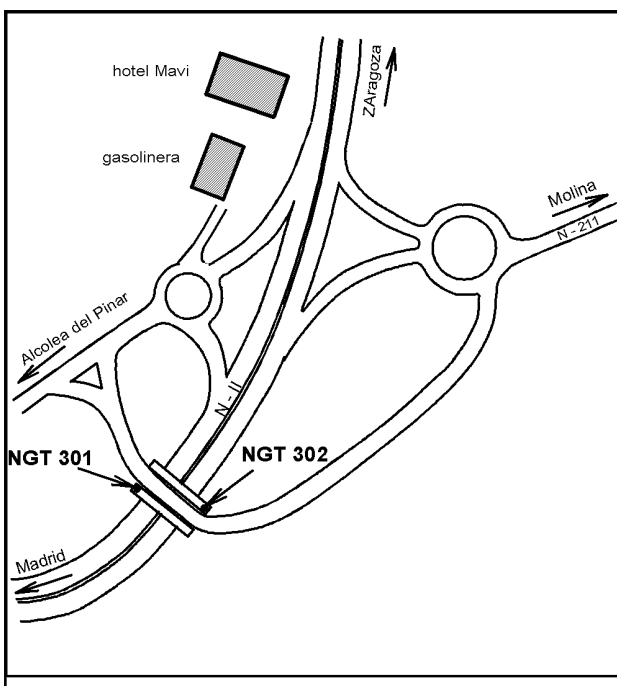 hotel Mavi
ZAragoza
gasolinera
Molina
N - 211
Alcolea del Pinar
N - II
NGT 301
NGT 302
Madrid